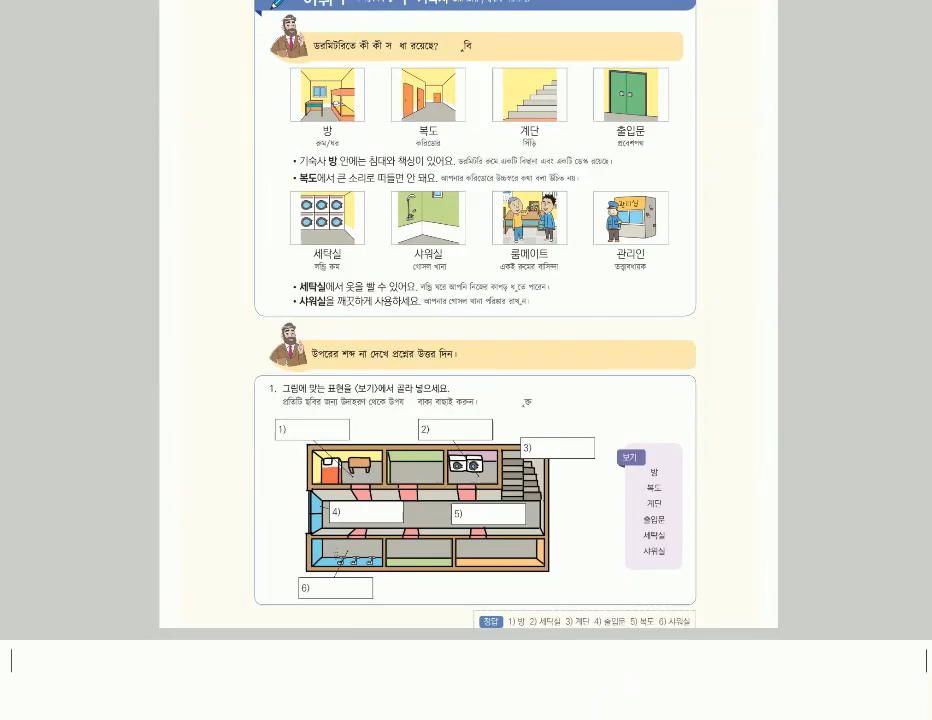 ডরমিটরিতে কী কী স ধা রয়েছে? ুবি
방 복도 계단 출입문
রুম/ঘর করিডোর সিঁড়ি প্রবেশপথ
• 기숙사 방 안에는 침대와 책상이 있어요. ডরমিটরি রুমে একটি বিছানা এবং একটি ডেস্ক রয়েছে।
• 복도에서 큰 소리로 떠들면 안 돼요. আপনার করিডোরে উচ্চস্বরে কথা বলা উচিত নয়।
관리실
세탁실 샤워실 룸메이트 관리인
লন্ড্রি রুম গোসল খানা একই রুমের বাসিন্দা তত্ত্বাবধায়ক
• 세탁실에서 옷을 빨 수 있어요. লন্ড্রি ঘরে আপনি নিজের কাপড় ধ ুতে পারেন।
• 샤워실을 깨끗하게 사용하세요. আপনার গোসল খানা পরিষ্কার রাখ ুন।
উপরের শব্দ না দেখে প্রশ্নের উত্তর দিন।
1. 그림에 맞는 표현을 <보기>에서 골라 넣으세요.
প্রতিটি ছবির জন্য উদাহরণ থেকে উপয বাক্য বাছাই করুন। ুক্ত
1)
2)
3)
4)
5)
6)
보기
방
복도
계단
출입문
세탁실
샤워실
정답 1) 방 2) 세탁실 3) 계단 4) 출입문 5) 복도 6) 샤워실